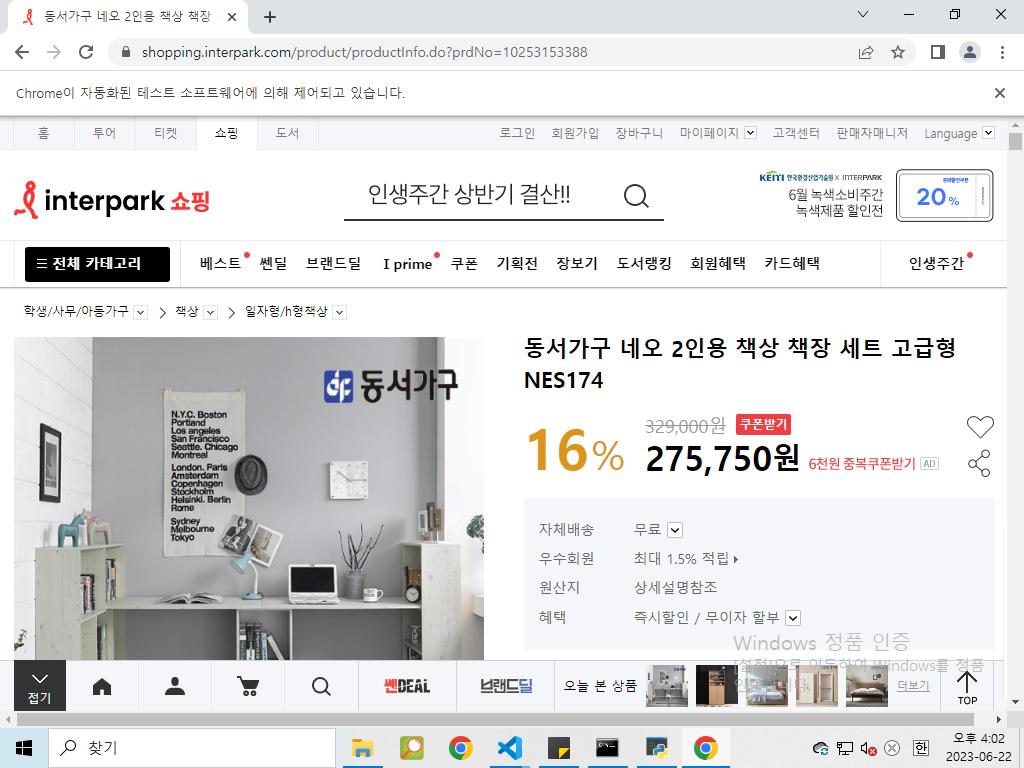 동서가구 네오 2인용 책상 책장
shopping.interpark.com/product/productInfo.do?prdNo=10253153388
Chrome이 자동화된 테스트 소프트웨어에 의해 제어되고 있습니다.
홈 투어 티켓 쇼핑 도서 로그인 회원가입 장바구니 마이페이지 고객센터 판매자매니저 Language
interpark 쇼핑
인생주간 상반기 결산!!
KEITI 한국환경산업기술원 X INTERPARK
6월 녹색소비주간
녹색제품 할인전
중복할인쿠폰
20%
전체 카테고리 베스트 쎈딜 브랜드딜 I prime 쿠폰 기획전 장보기 도서랭킹 회원혜택 카드혜택 인생주간
학생/사무/아동가구 책상 일자형/h형책상
동서가구 네오 2인용 책상 책장 세트 고급형
NES174
df 동서가구
N.Y.C. Boston
Portland
Los angeles
San Francisco
Seattle. Chicago
Montreal
London. Paris
Amsterdam
Copenhagen
Stockholm
Helsinki. Berlin
Rome
Sydney
Melbourne
Tokyo
16%
329,000원 쿠폰받기
275,750원 6천원 중복쿠폰받기 AD
자체배송 무료
우수회원 최대 1.5% 적립
원산지 상세설명참조
혜택 즉시할인 / 무이자 할부
Windows 정품 인증
[설정]으로 이동하여 Windows를 정품
접기
쎈DEAL
브랜드딜
오늘 본 상품
더보기
TOP
찾기
한
오후 4:02
2023-06-22